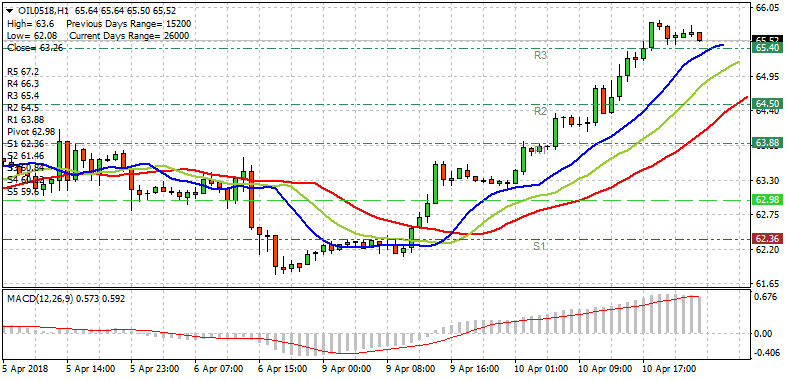 OIL0518,H1 65.64 65.64 65.50 65.52
High= 63.6 Previous Days Range= 15200
Low= 62.08 Current Days Range= 26000
Close= 63.26
R5 67.2
R4 66.3
R3 65.4
R2 64.5
R1 63.88
Pivot 62.98
S1 62.36
S2 61.46
S5 59.6
R3
R2
S1
66.05
65.52
65.40
64.95
64.50
64.40
63.88
63.30
62.98
62.75
62.36
62.20
61.65
MACD(12,26,9) 0.573 0.592
0.676
0.00
-0.406
5 Apr 2018 5 Apr 14:00 5 Apr 23:00 6 Apr 07:00 6 Apr 15:00 9 Apr 00:00 9 Apr 08:00 9 Apr 16:00 10 Apr 01:00 10 Apr 09:00 10 Apr 17:00